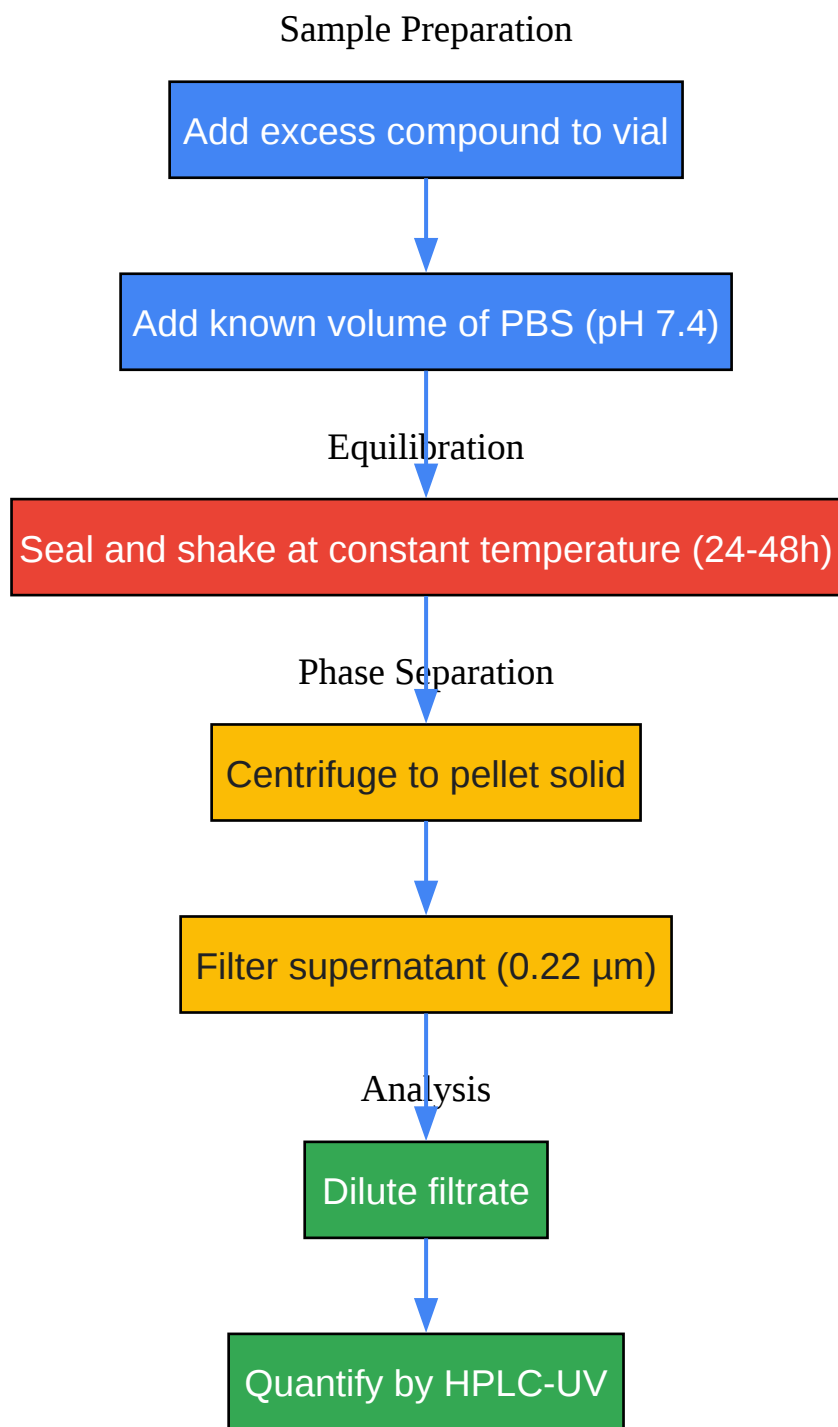 Sample Preparation
Add excess compound to vial
Add known volume of PBS (pH 7.4)
Equilibration
Seal and shake at constant temperature (24-48h)
Phase Separation
Centrifuge to pellet solid
Filter supernatant (0.22 µm)
Analysis
Dilute filtrate
Quantify by HPLC-UV